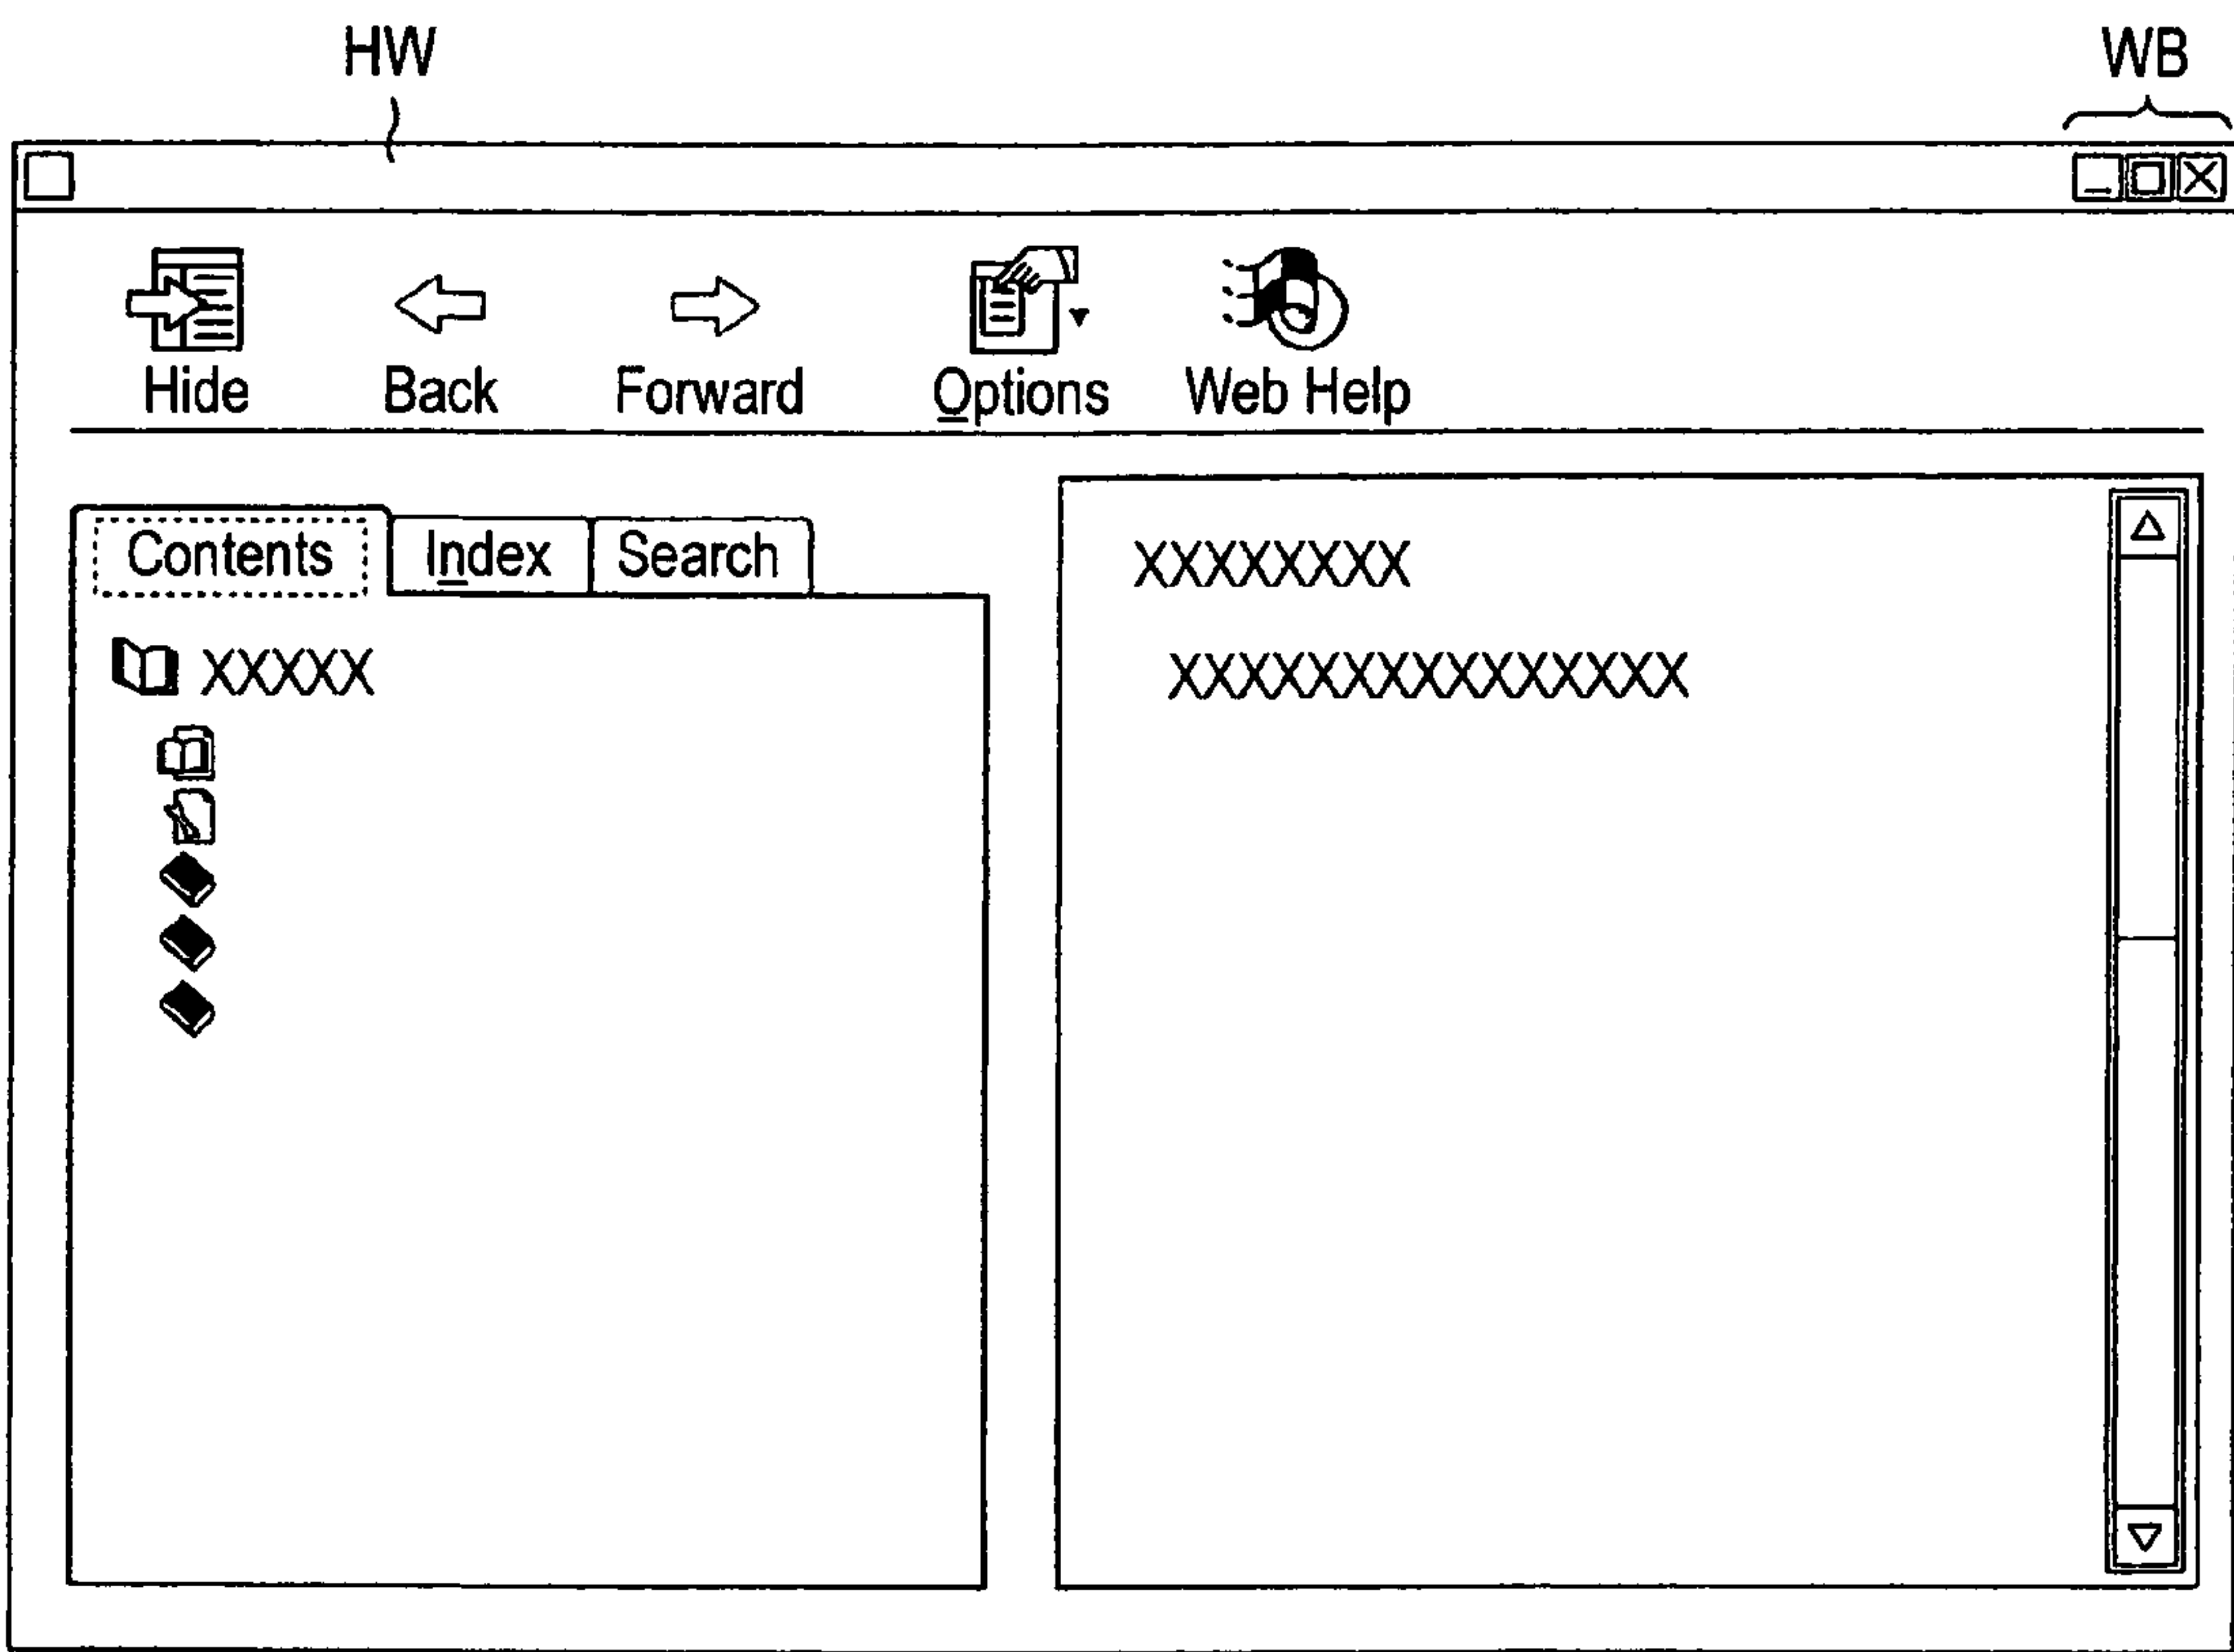 HW WB
Hide Back Forward Options Web Help
Contents Index Search
XXXXXXXX
XXXXX
XXXXXXXXXXXXXXX